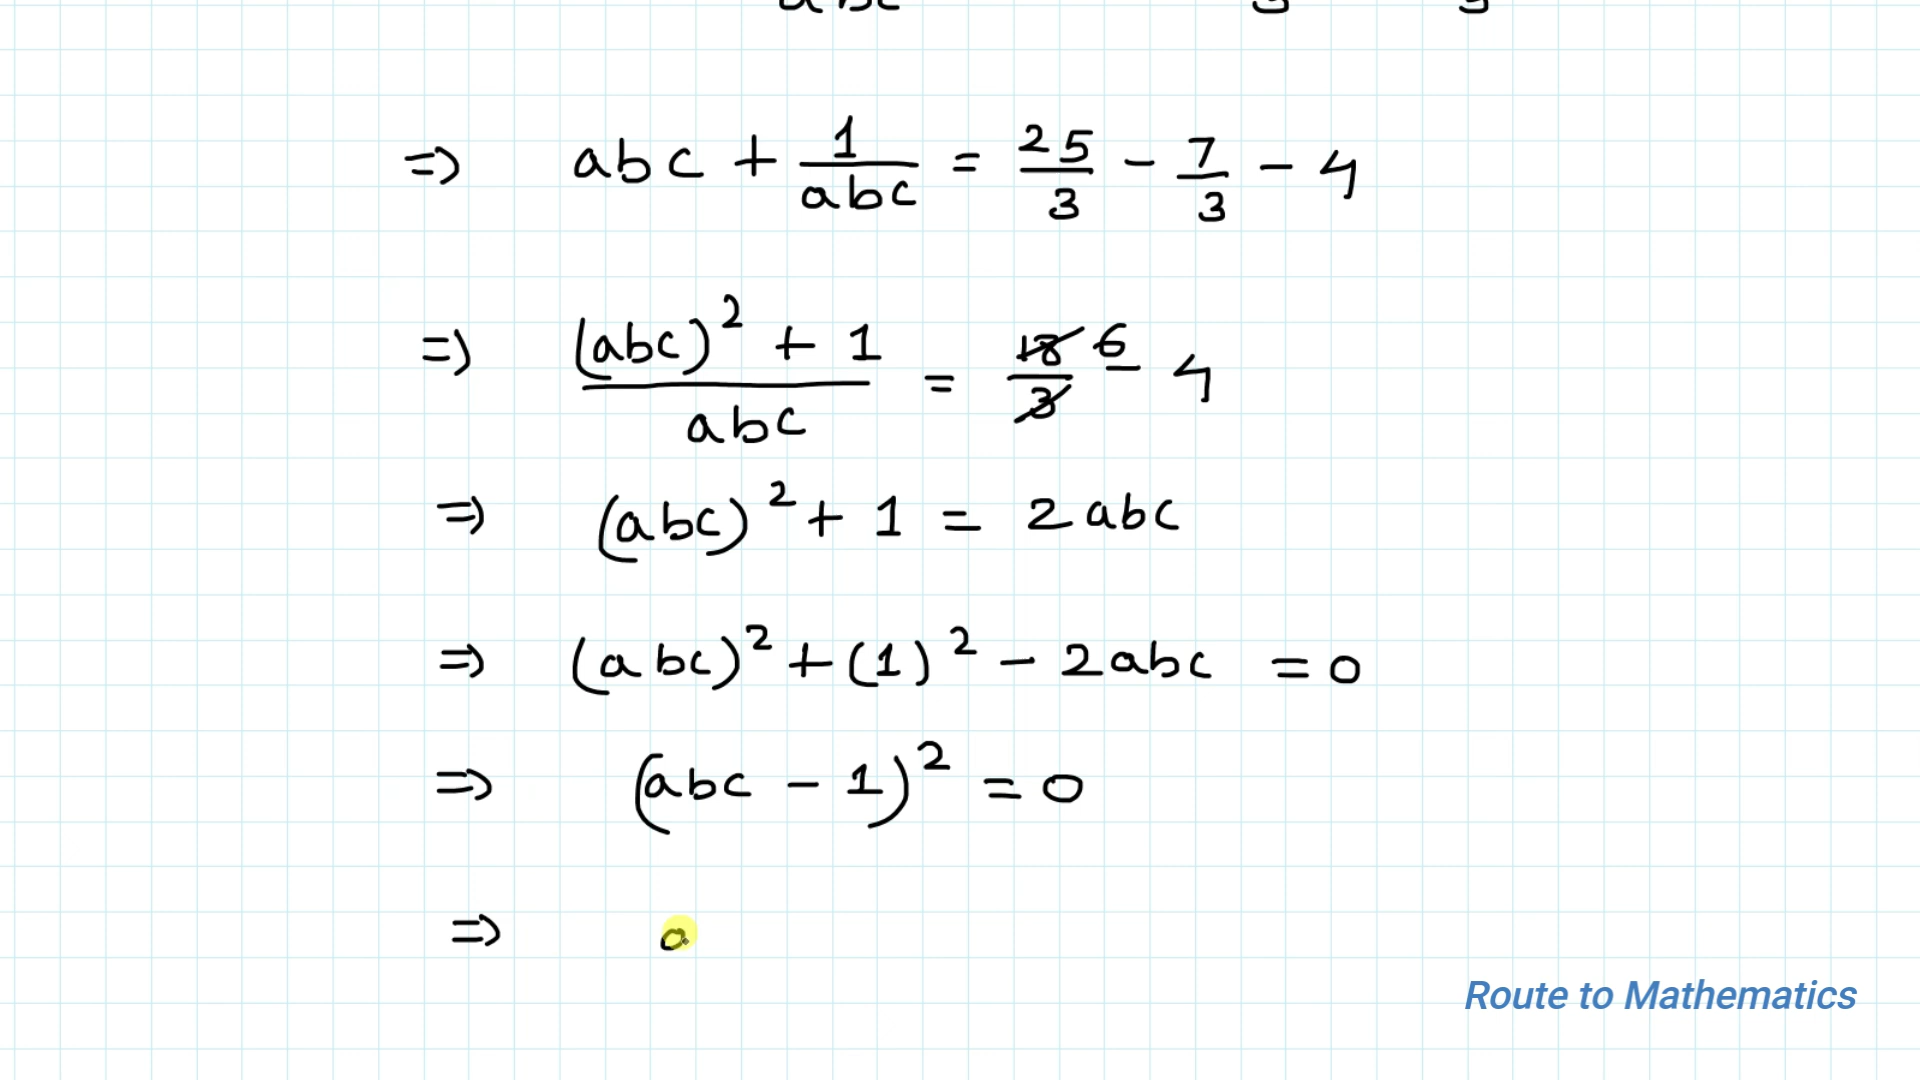 => abc + 1/abc = 25/3 - 7/3 - 4
=> ((abc)² + 1)/abc = 18/3 6 - 4
=> (abc)² + 1 = 2abc
=> (abc)² + (1)² - 2abc = 0
=> (abc - 1)² = 0
=> a
Route to Mathematics